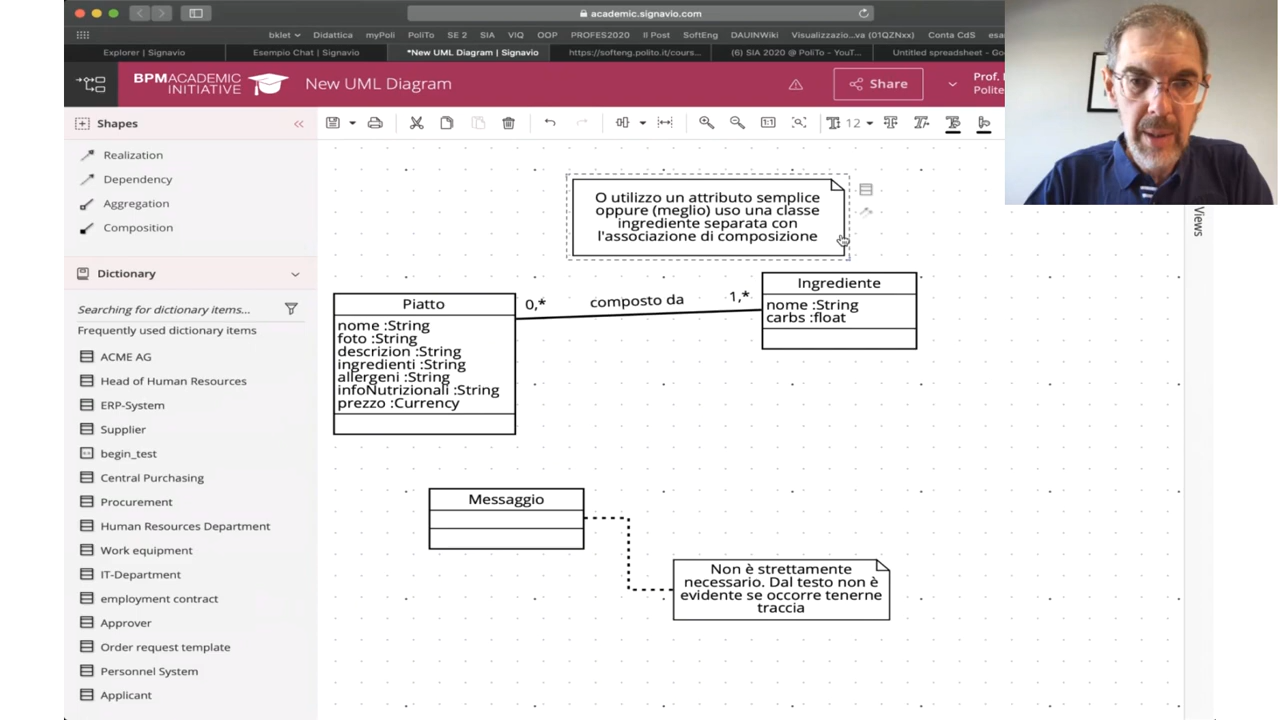 academic.signavio.com
bklet
Didattica
myPoli
PoliTo
SE 2
SIA
VIQ
OOP
PROFES2020
Il Post
SoftEng
DAUINWiki
Visualizzazio...va (01QZNxx)
Conta CdS
Explorer | Signavio
Esempio Chat | Signavio
*New UML Diagram | Signavio
https://softeng.polito.it/cours...
(6) SIA 2020 @ PoliTo - YouT...
Untitled spreadsheet - Go
BPMACADEMIC
INITIATIVE
New UML Diagram
Share
Prof.
Polite
Shapes
12
Realization
Dependency
Aggregation
Composition
Dictionary
Searching for dictionary items...
Frequently used dictionary items
ACME AG
Head of Human Resources
ERP-System
Supplier
begin_test
Central Purchasing
Procurement
Human Resources Department
Work equipment
IT-Department
employment contract
Approver
Order request template
Personnel System
Applicant
O utilizzo un attributo semplice
oppure (meglio) uso una classe
ingrediente separata con
l'associazione di composizione
Piatto
nome :String
foto :String
descrizion :String
ingredienti :String
allergeni :String
infoNutrizionali :String
prezzo :Currency
0,*
composto da
1,*
Ingrediente
nome :String
carbs :float
Messaggio
Non è strettamente
necessario. Dal testo non è
evidente se occorre tenerne
traccia
Views